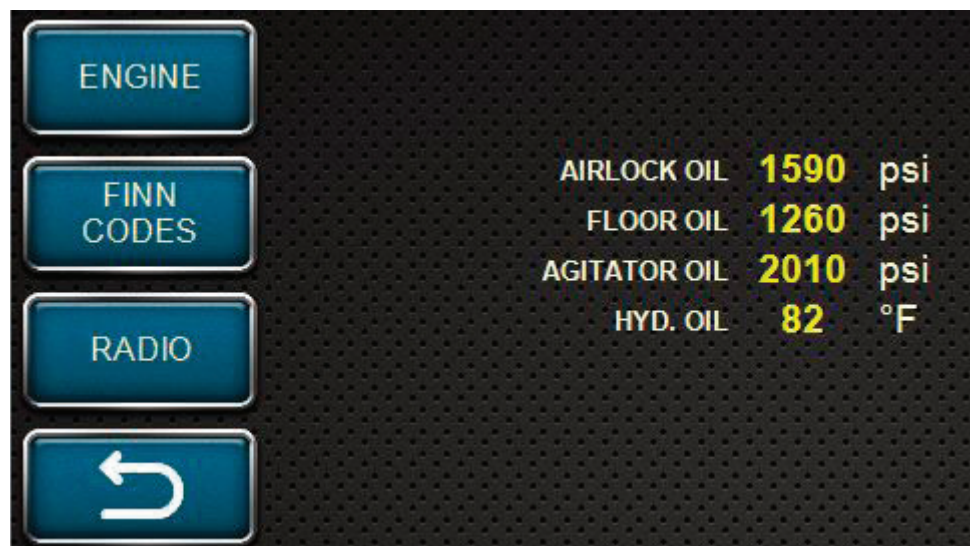 ENGINE
FINN
CODES
RADIO
AIRLOCK OIL 1590 psi
FLOOR OIL 1260 psi
AGITATOR OIL 2010 psi
HYD. OIL 82 °F